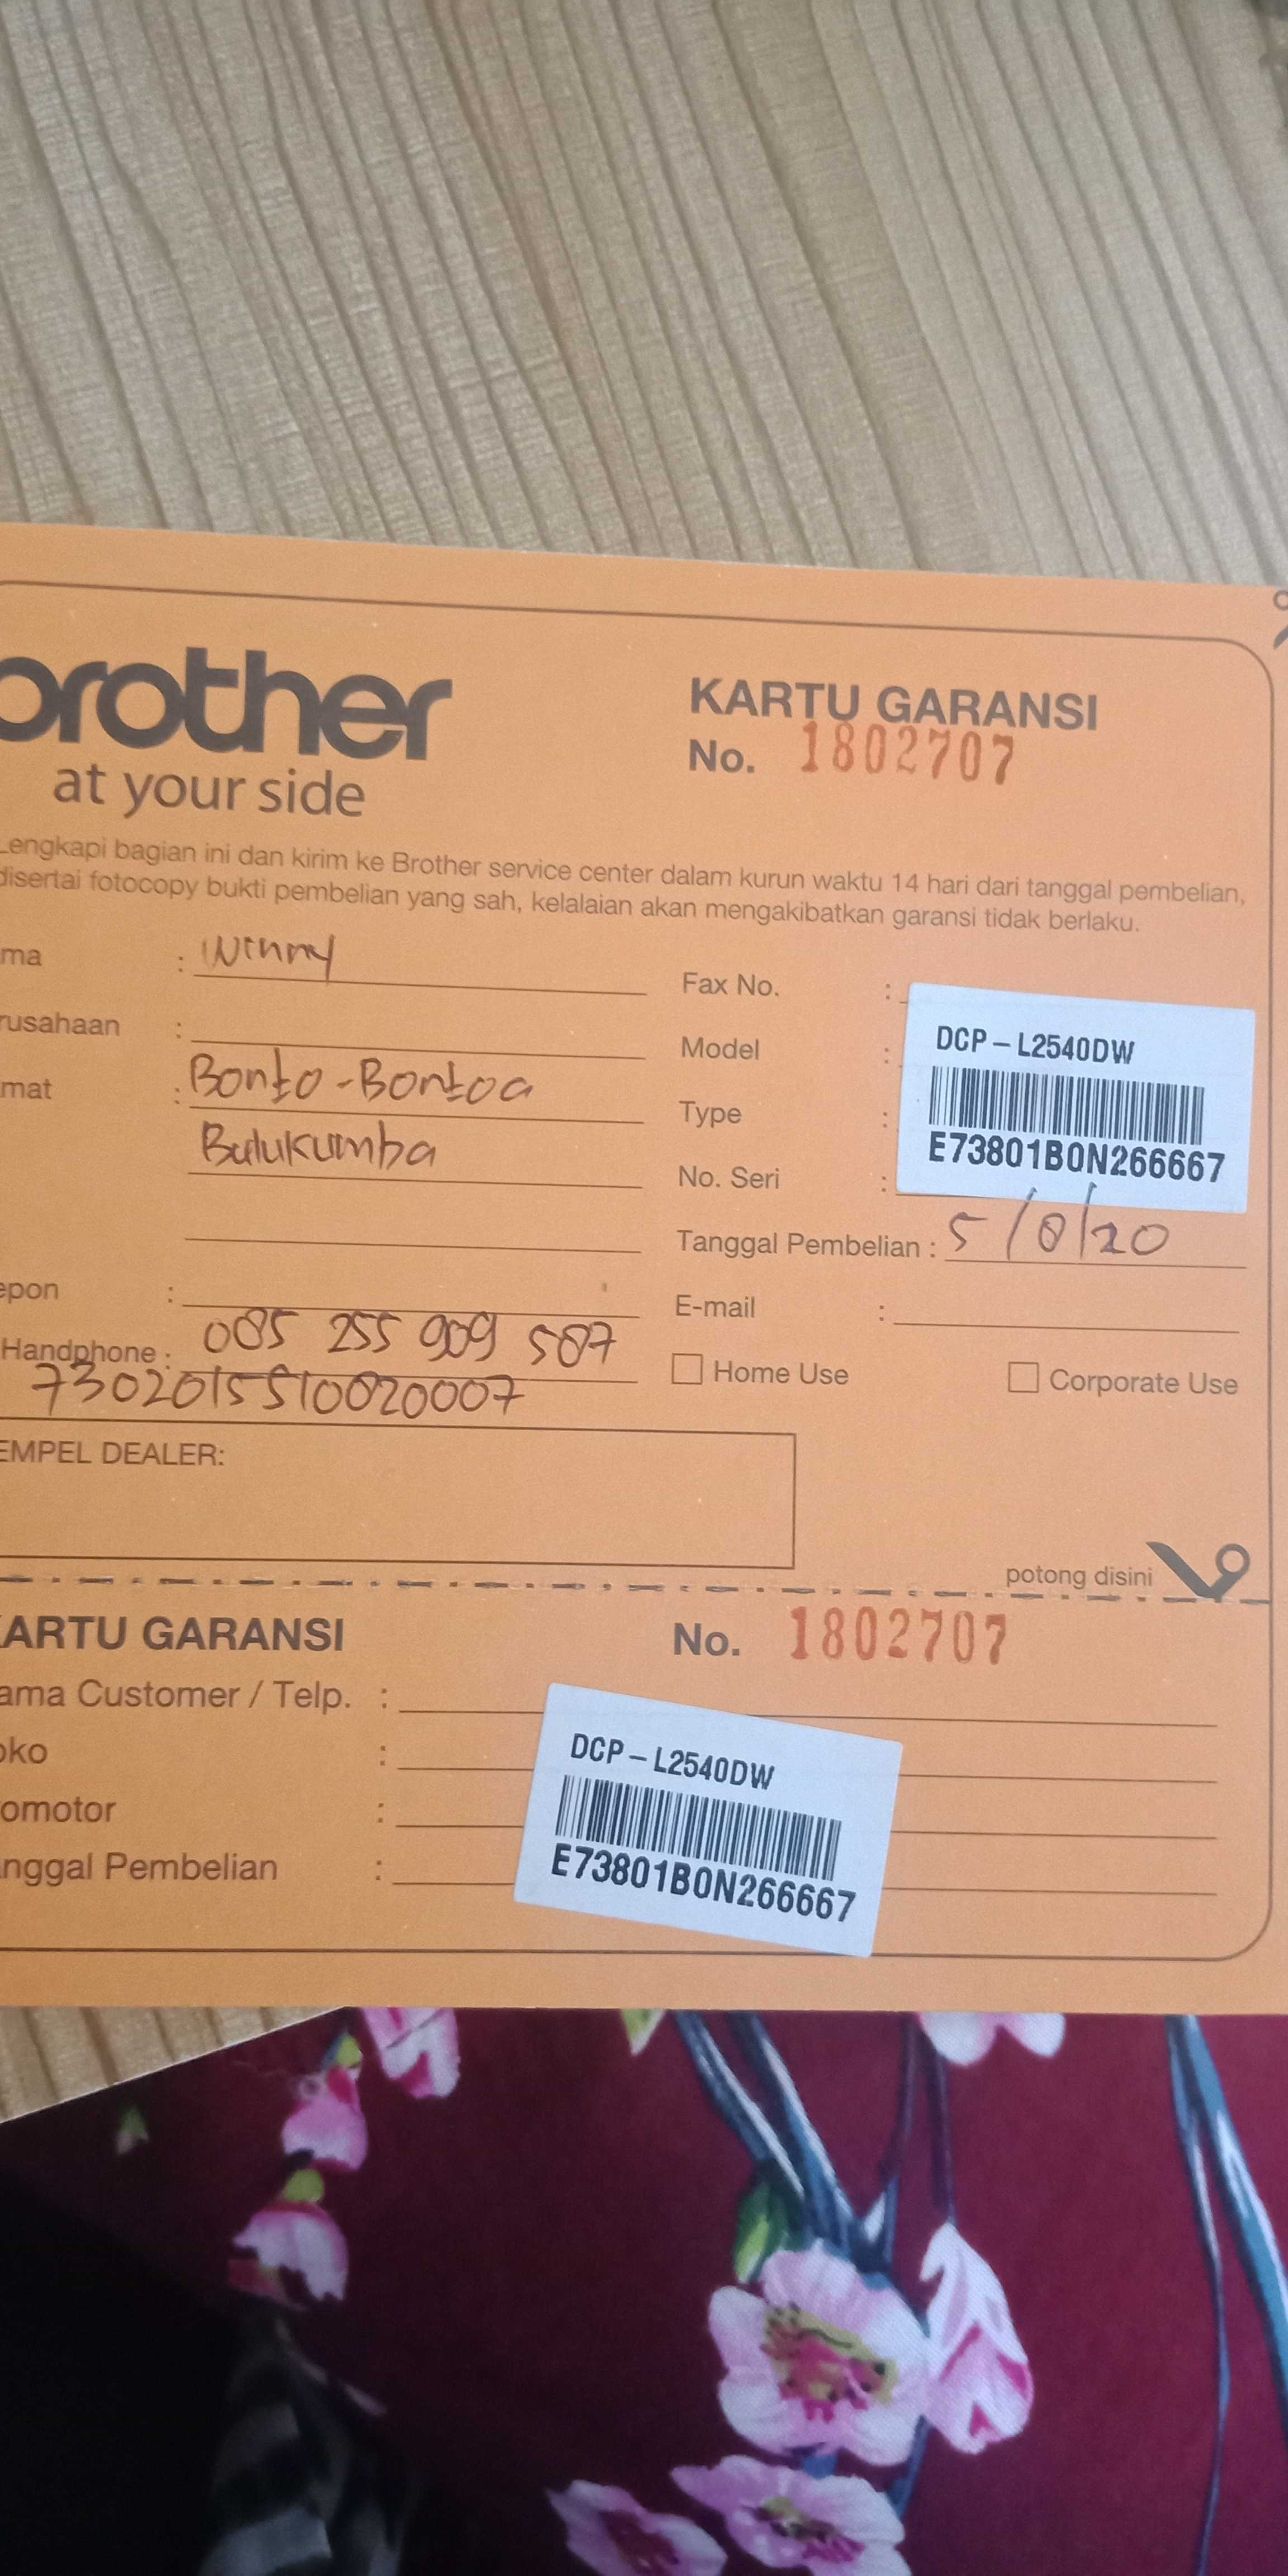 brother
at your side
KARTU GARANSI
No. 1802707
Lengkapi bagian ini dan kirim ke Brother service center dalam kurun waktu 14 hari dari tanggal pembelian,
disertai fotocopy bukti pembelian yang sah, kelalaian akan mengakibatkan garansi tidak berlaku.
ma : Winny
rusahaan :
mat : Bonto-Bontoa
Bulukumba
epon :
Handphone : 085 255 909 587
7302015510020007
Fax No. :
Model :
Type :
No. Seri :
DCP-L2540DW
E73801B0N266667
Tanggal Pembelian : 5/8/20
E-mail :
Home Use
Corporate Use
EMPEL DEALER:
potong disini
ARTU GARANSI
No. 1802707
ama Customer / Telp. :
oko :
omotor :
nggal Pembelian :
DCP-L2540DW
E73801B0N266667